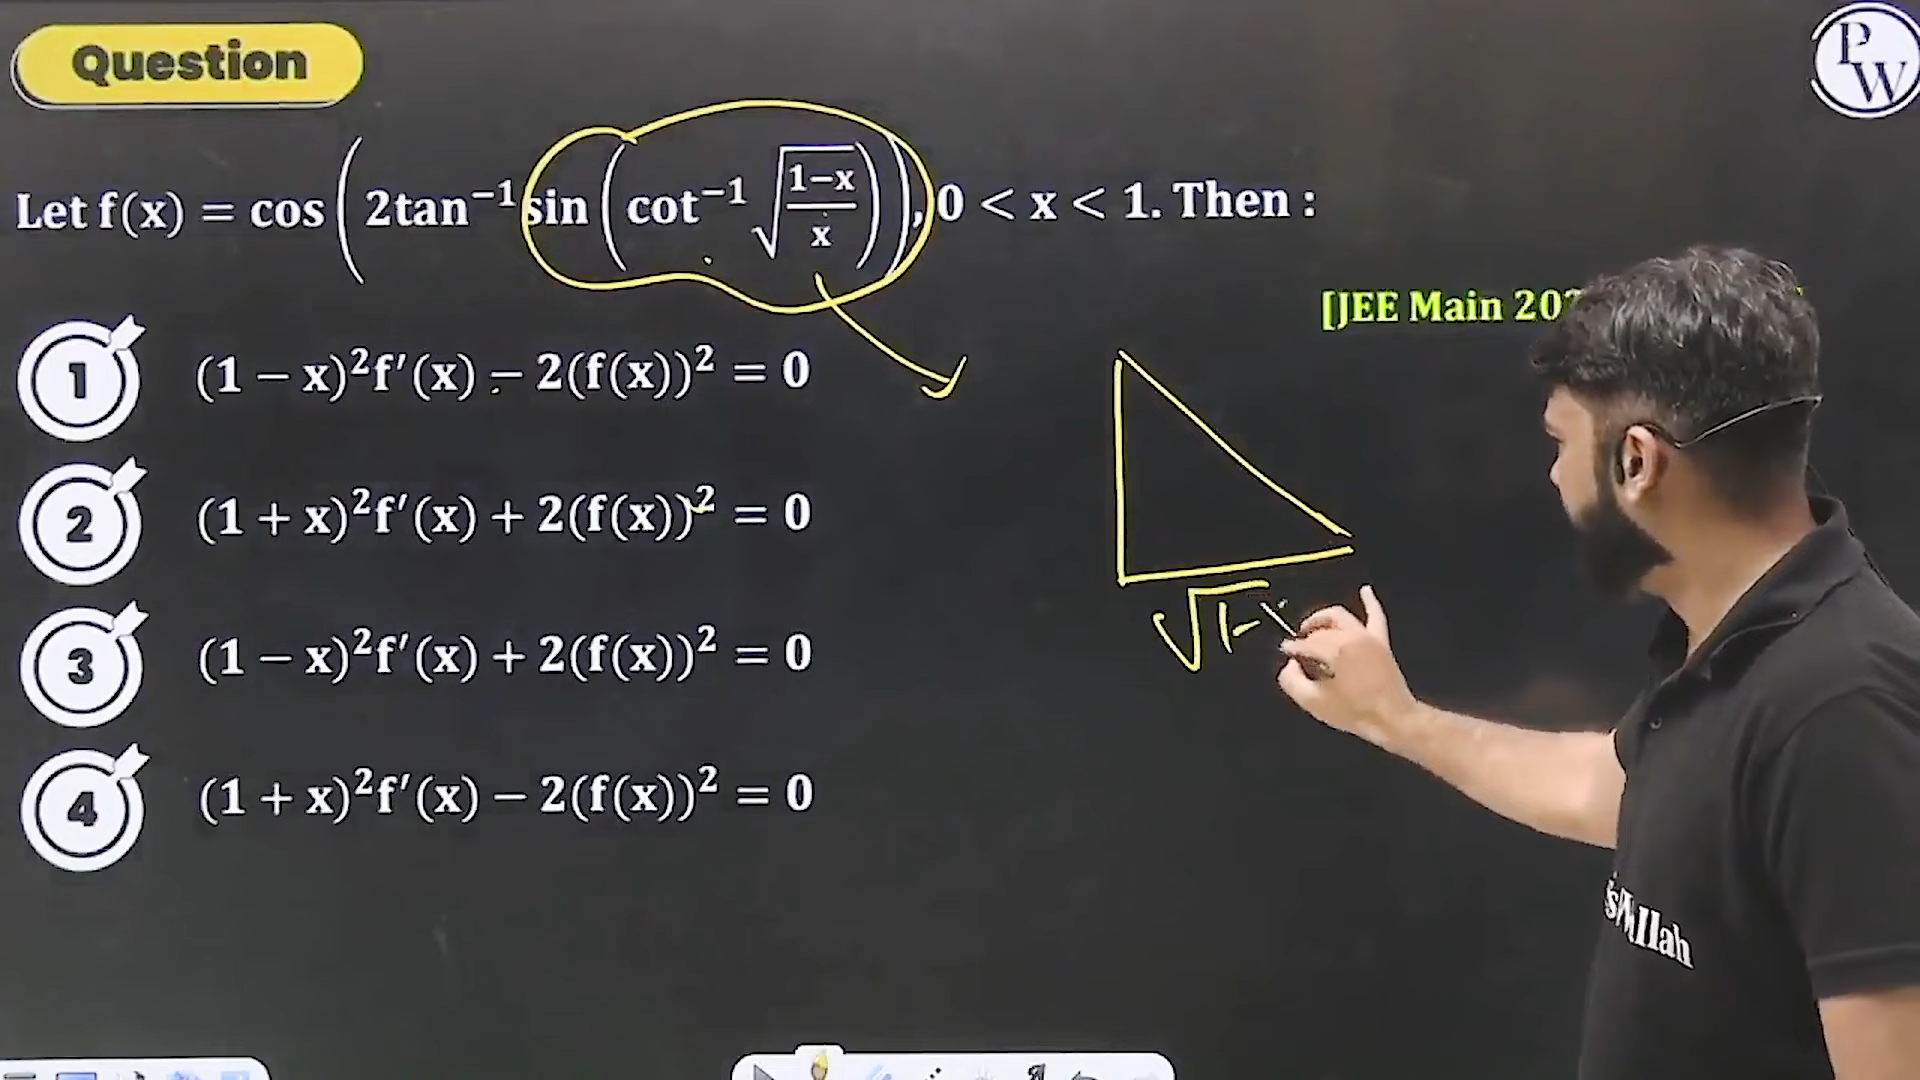 Question
PW
Let f(x) = cos(2tan⁻¹sin(cot⁻¹√((1−x)/x))), 0 < x < 1. Then :
[JEE Main 202
1 (1 − x)²f′(x) − 2(f(x))² = 0
2 (1 + x)²f′(x) + 2(f(x))² = 0
√1-x
3 (1 − x)²f′(x) + 2(f(x))² = 0
4 (1 + x)²f′(x) − 2(f(x))² = 0